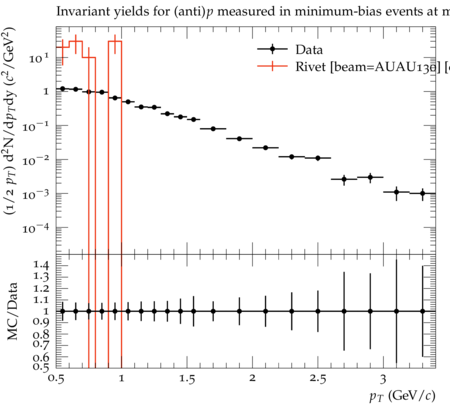 Invariant yields for (anti)p measured in minimum-bias events at m
(1/2 pT) d²N/dpTdy (c²/GeV²)
10¹
1
10⁻¹
10⁻²
10⁻³
10⁻⁴
Data
Rivet [beam=AUAU130] [c
MC/Data
1.4
1.3
1.2
1.1
1
0.9
0.8
0.7
0.6
0.5
0.5 1 1.5 2 2.5 3
pT (GeV/c)